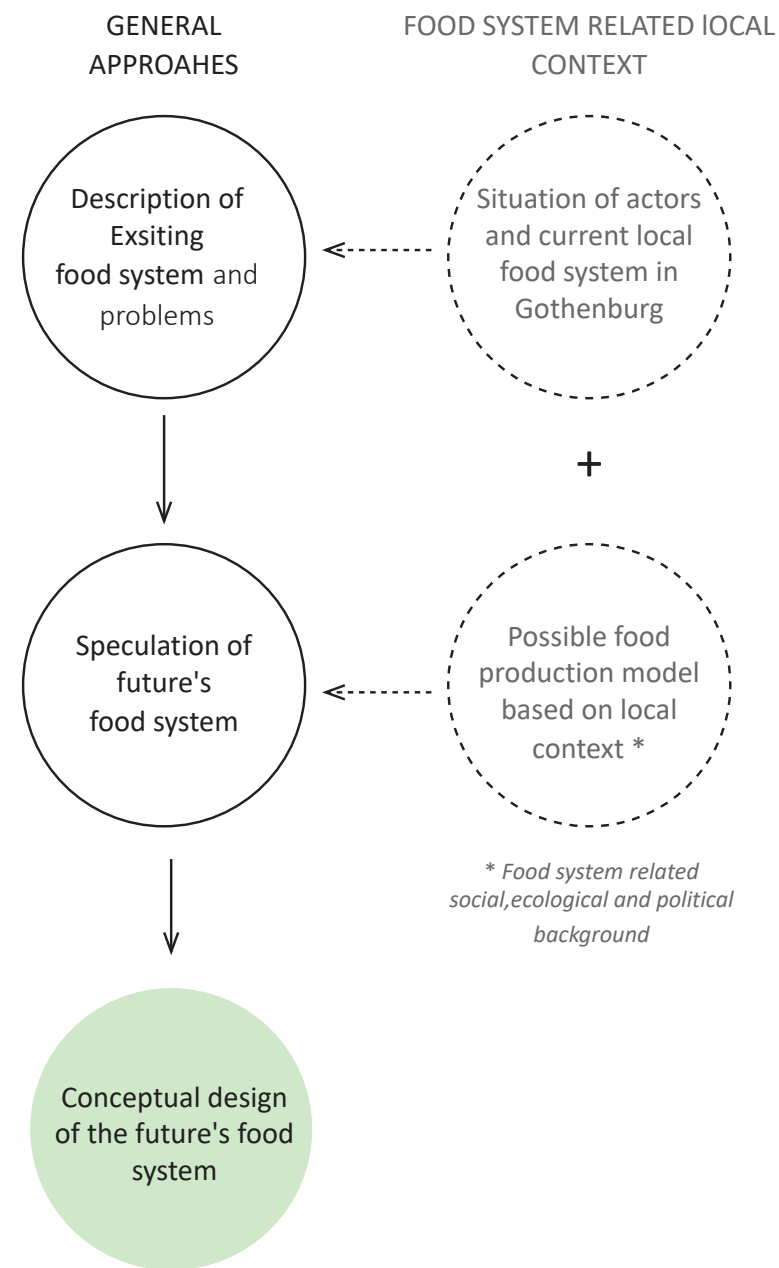 GENERAL
APPROAHES
FOOD SYSTEM RELATED lOCAL
CONTEXT
Description of
Exsiting
food system and
problems
Situation of actors
and current local
food system in
Gothenburg
+
Speculation of
future's
food system
Possible food
production model
based on local
context *
* Food system related
social,ecological and political
background
Conceptual design
of the future's food
system